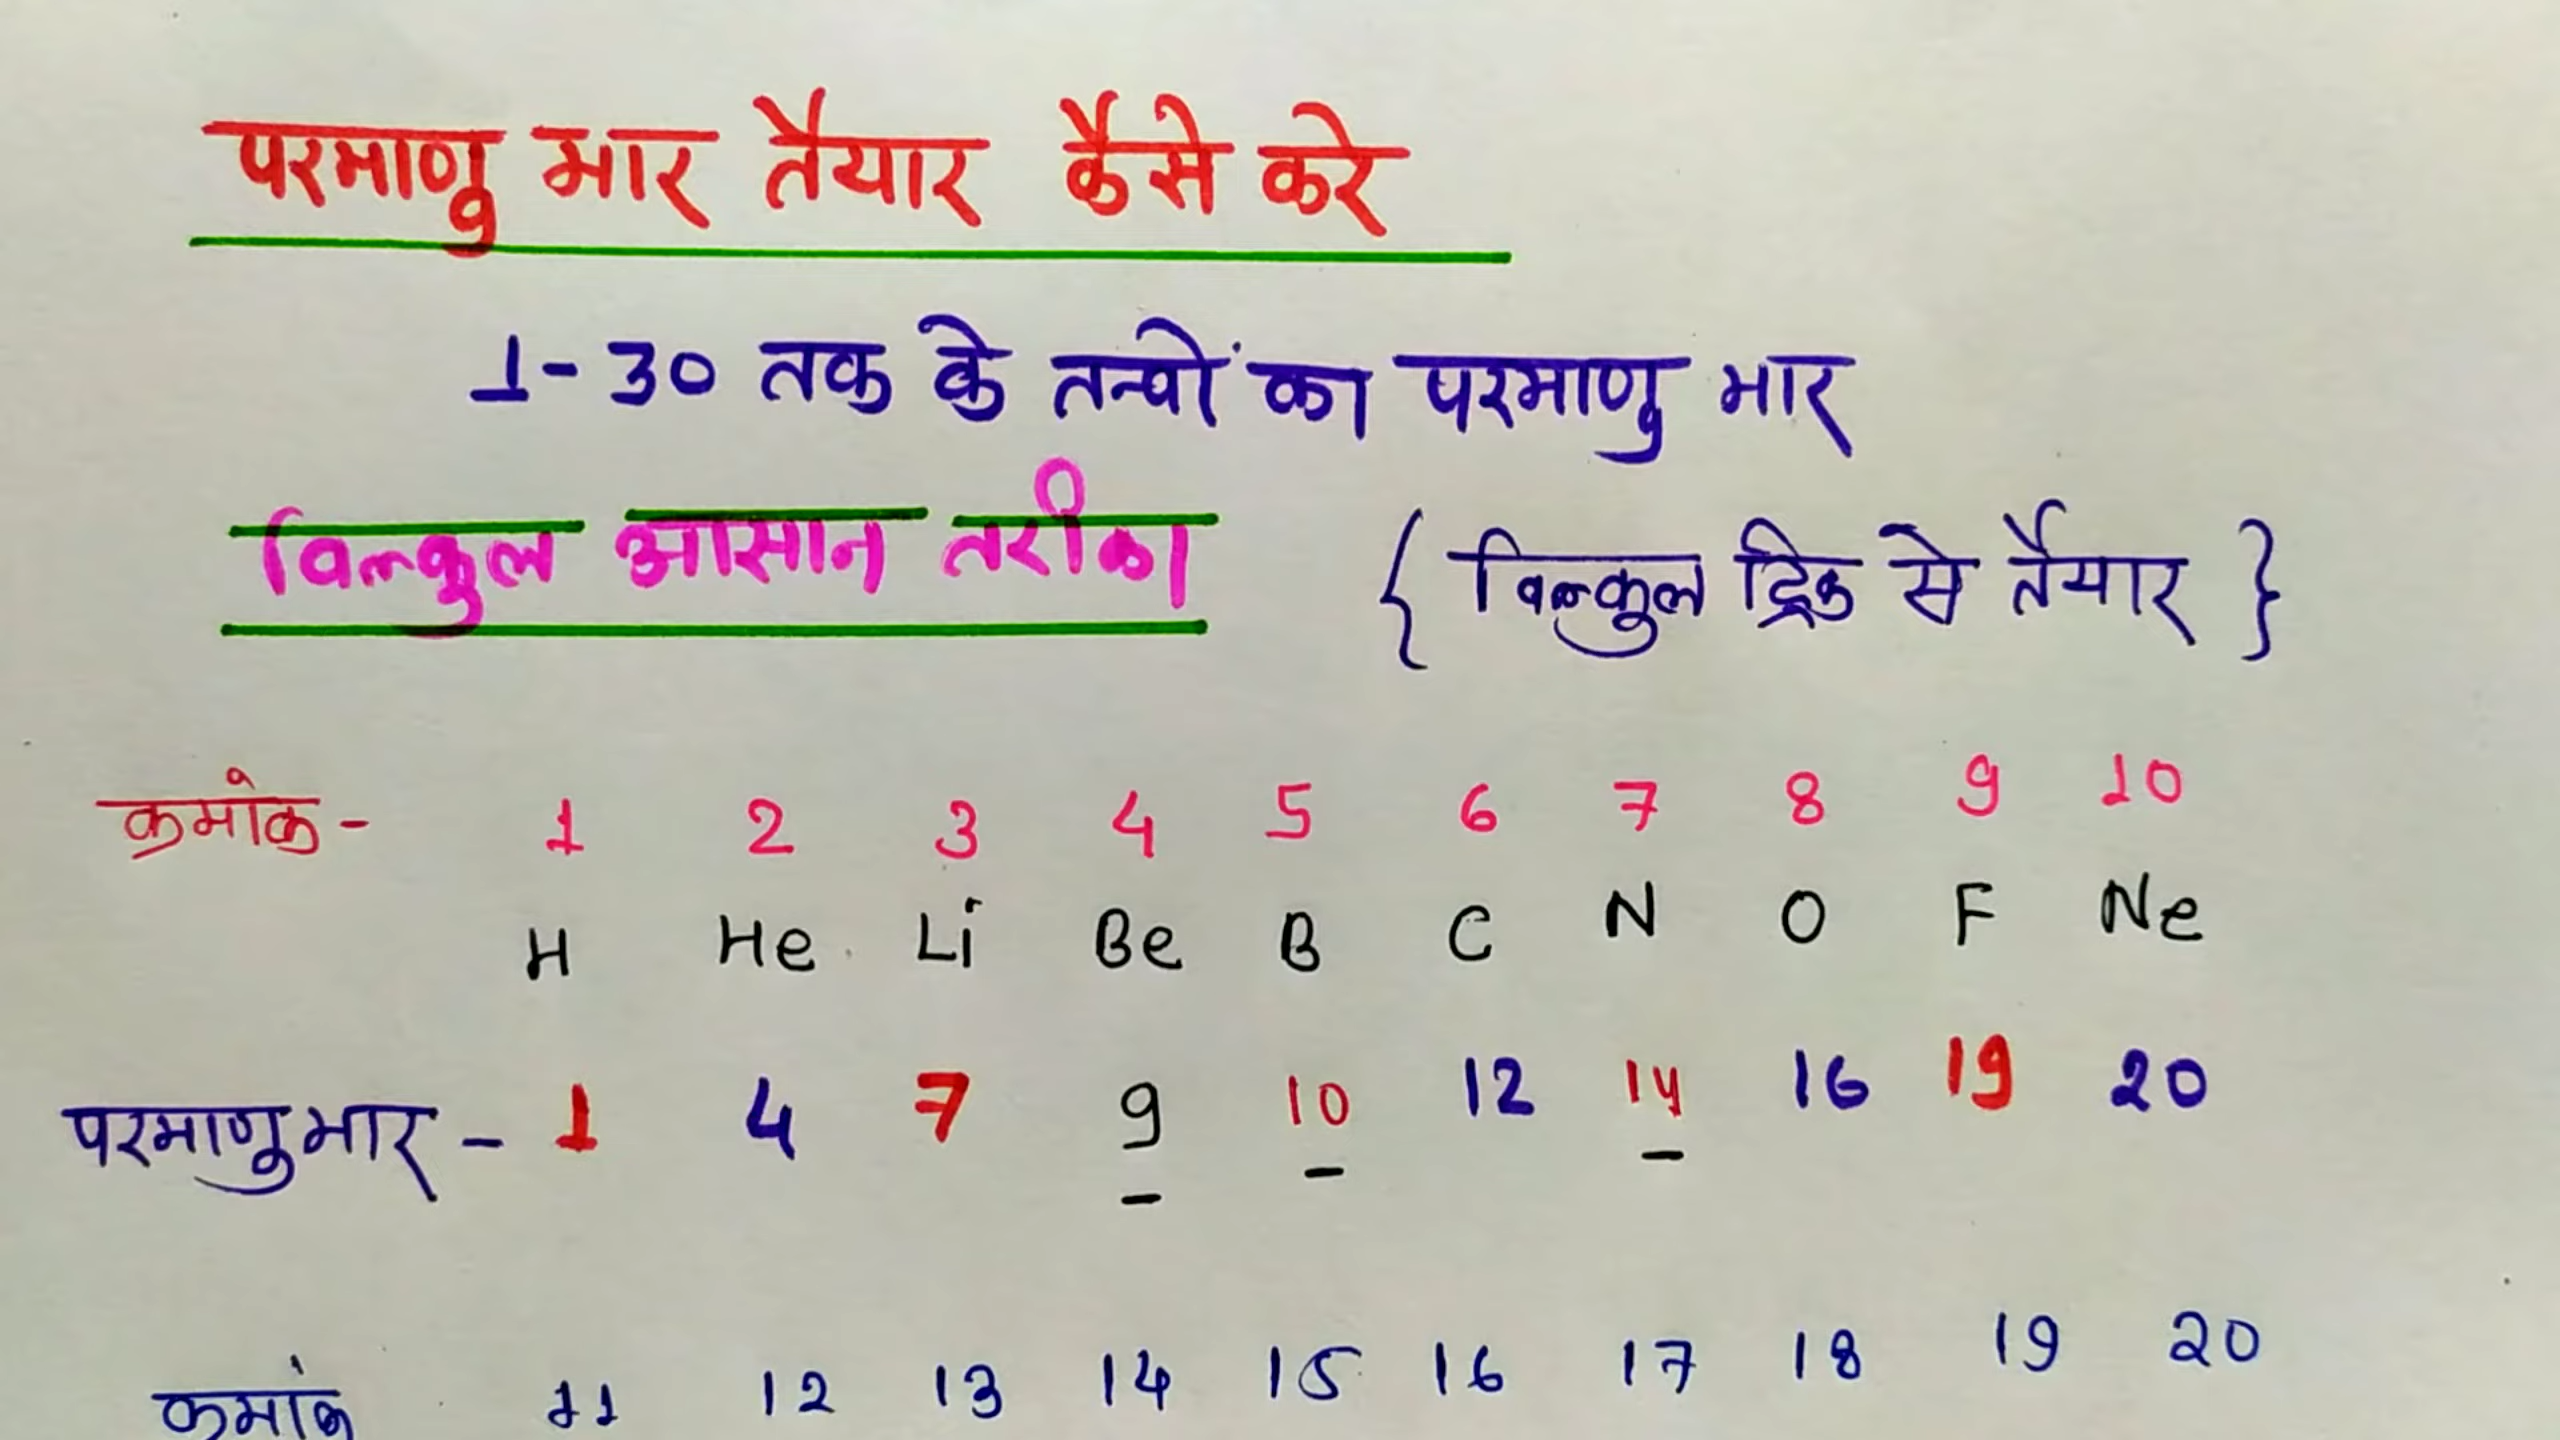 परमाणु मार तैयार कैसे करे
1-30 तक के तत्वों का परमाणु मार
विल्कुल आसान तरीका { विल्कुल ट्रिक से तैयार }
क्रमांक - 1 2 3 4 5 6 7 8 9 10
H He Li Be B C N O F Ne
परमाणु मार - 1 4 7 9 10 12 14 16 19 20
क्रमांक 11 12 13 14 15 16 17 18 19 20